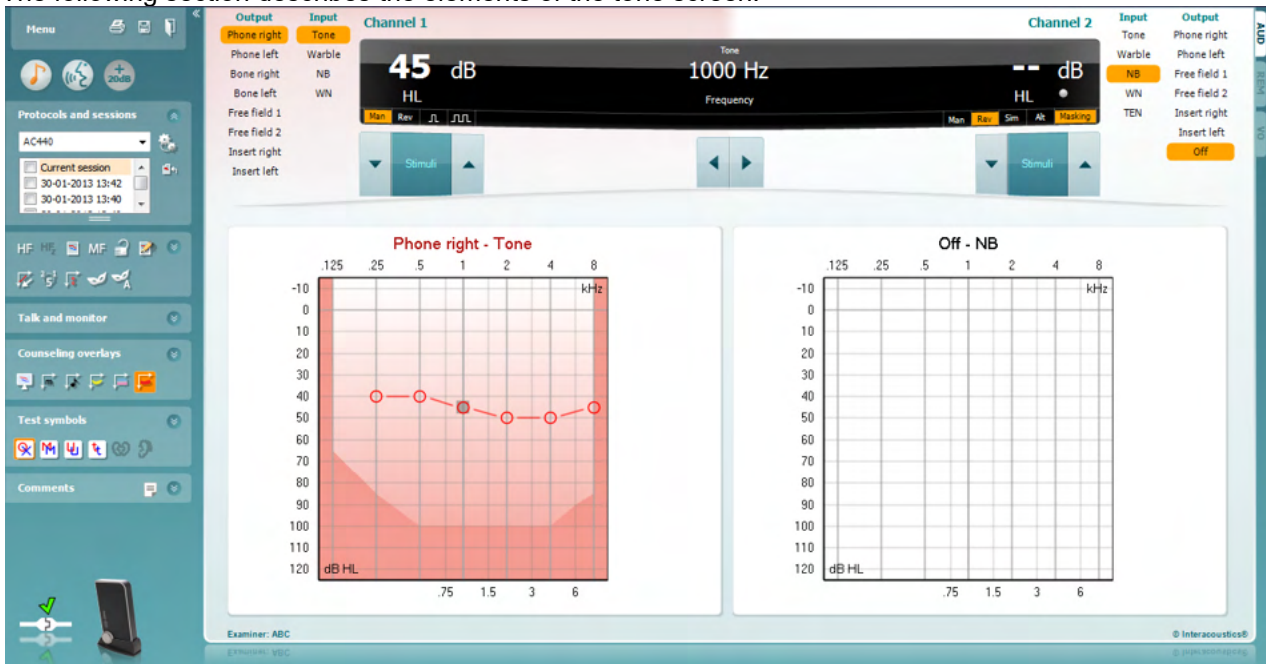 The following section describes the elements of the tone screen.
Menu
+ 20dB
Protocols and sessions
AC440
Current session
30-01-2013 13:42
30-01-2013 13:40
HF HFz MF
Talk and monitor
Counseling overlays
Test symbols
Comments
Output Input
Phone right Tone
Phone left Warble
Bone right NB
Bone left WN
Free field 1
Free field 2
Insert right
Insert left
Channel 1
45 dB
HL
Man Rev
Tone
1000 Hz
Frequency
Channel 2
-- dB
HL
Man Rev Sim Alt Masking
Stimuli
Stimuli
Input Output
Tone Phone right
Warble Phone left
NB Free field 1
WN Free field 2
TEN Insert right
Insert left
Off
AUD
REM
VO
Phone right - Tone
.125 .25 .5 1 2 4 8
kHz
-10
0
10
20
30
40
50
60
70
80
90
100
110
120
dB HL
.75 1.5 3 6
Off - NB
.125 .25 .5 1 2 4 8
kHz
-10
0
10
20
30
40
50
60
70
80
90
100
110
120
dB HL
.75 1.5 3 6
Examiner: ABC
© Interacoustics®